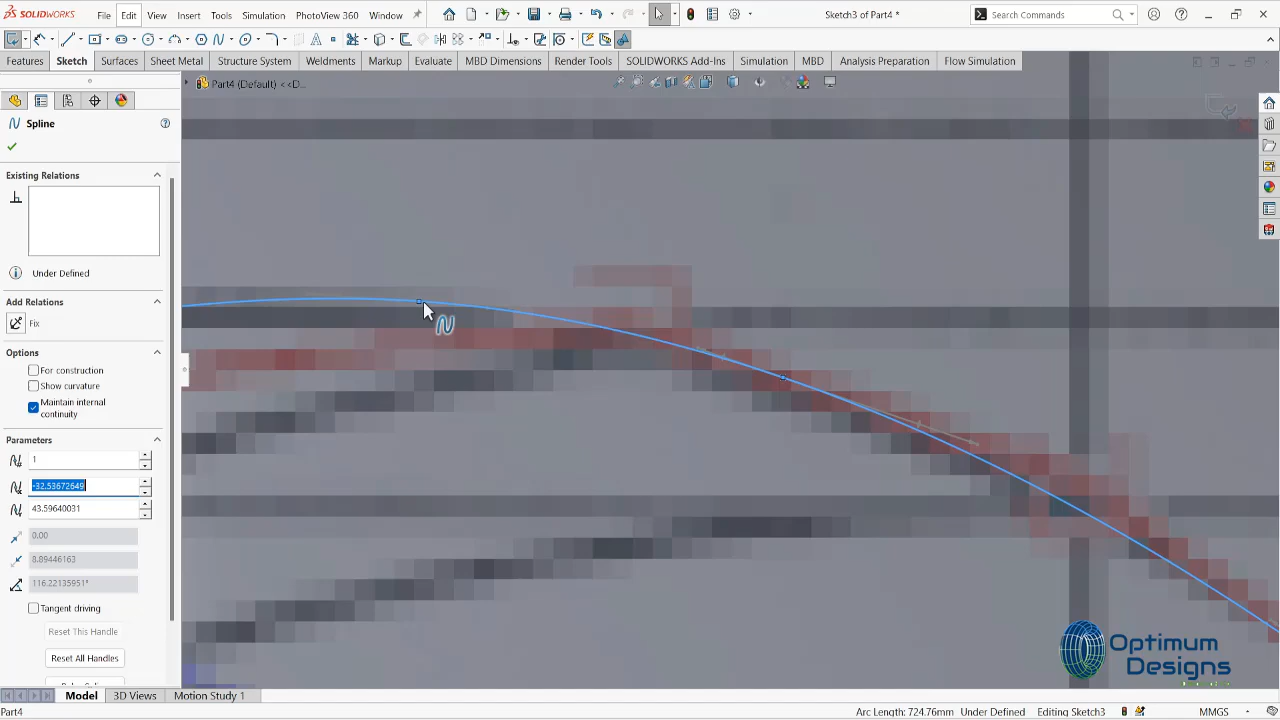 SOLIDWORKS File Edit View Insert Tools Simulation PhotoView 360 Window Sketch3 of Part4 * Search Commands
Features Sketch Surfaces Sheet Metal Structure System Weldments Markup Evaluate MBD Dimensions Render Tools SOLIDWORKS Add-Ins Simulation MBD Analysis Preparation Flow Simulation
Part4 (Default) <<D...
Spline
Existing Relations
Under Defined
Add Relations
Fix
Options
For construction
Show curvature
Maintain internal
continuity
Parameters
1
-32.53672649
43.59640031
0.00
8.89446163
116.22135951°
Tangent driving
Reset This Handle
Reset All Handles
Optimum
Designs
Model 3D Views Motion Study 1
Part4 Arc Length: 724.76mm Under Defined Editing Sketch3 MMGS